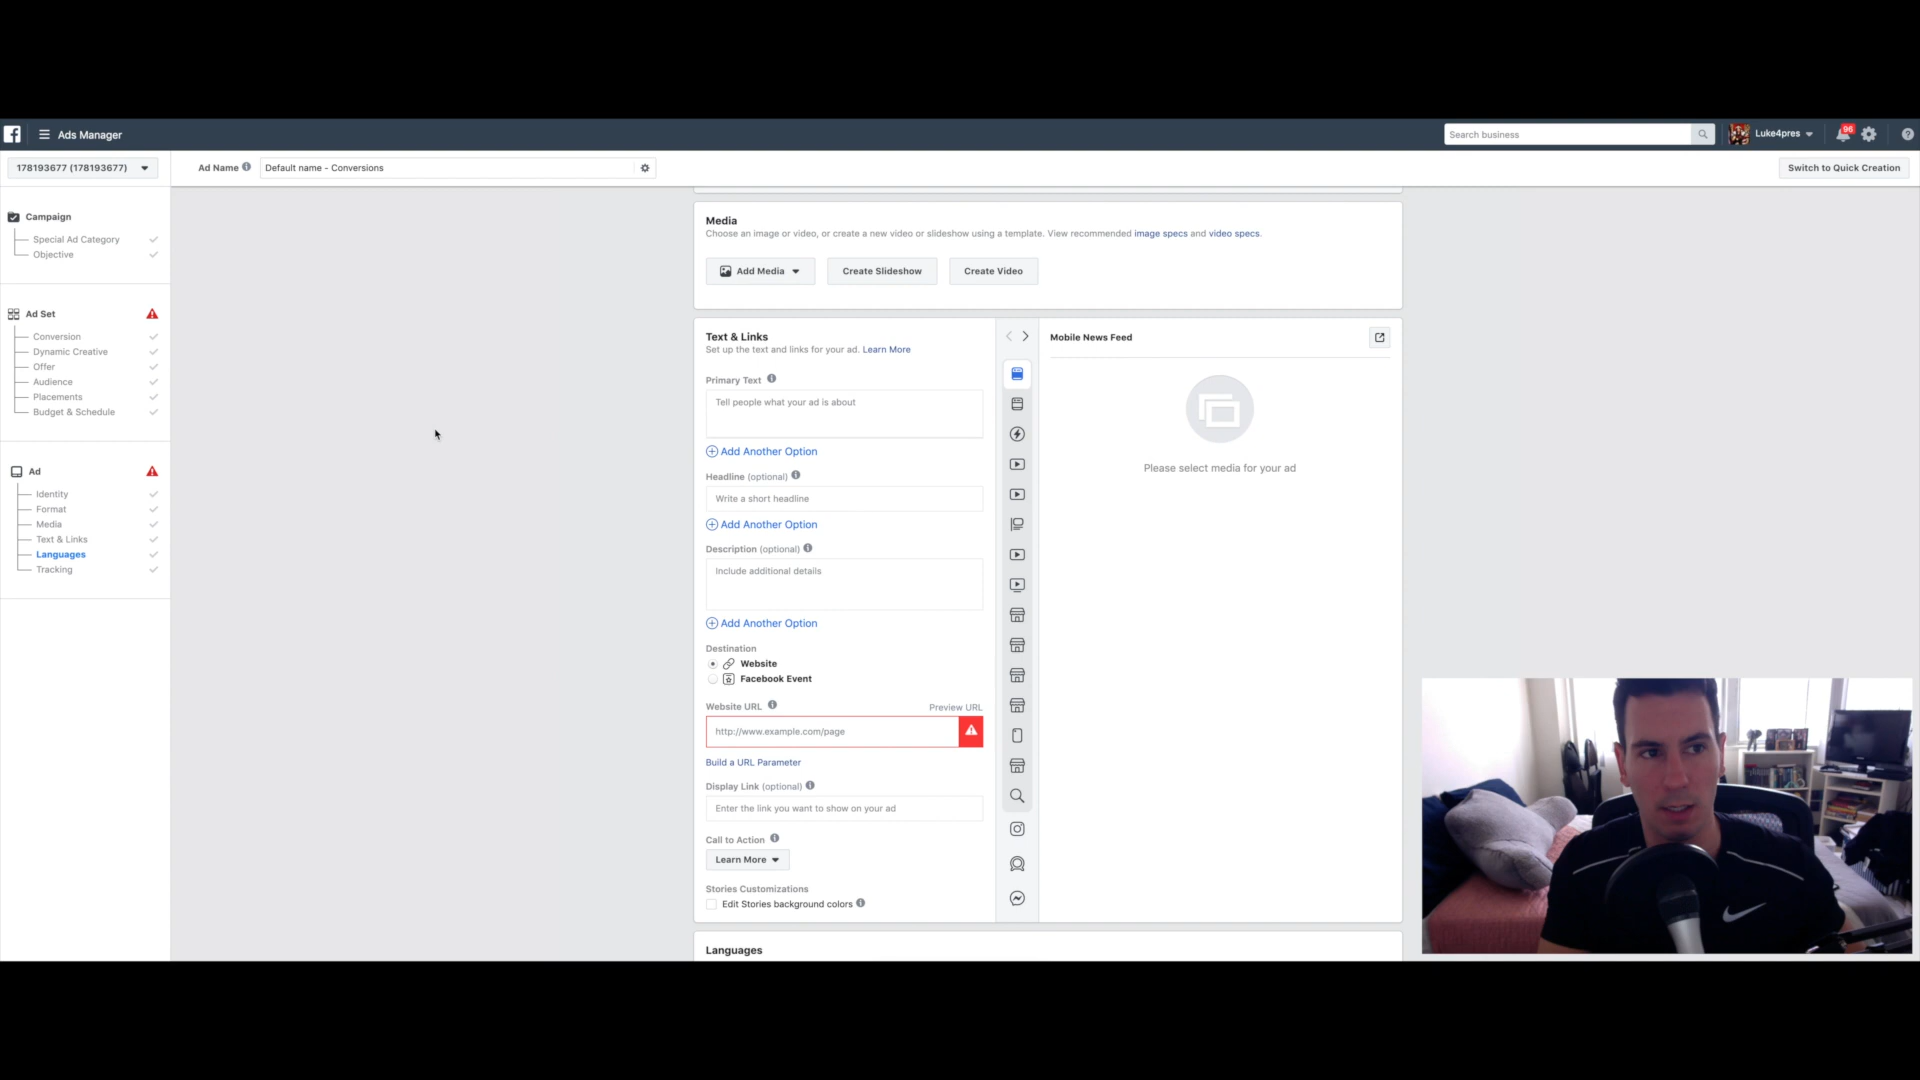 Ads Manager
Search business
Luke4pres
96
178193677 (178193677)
Ad Name
Default name - Conversions
Switch to Quick Creation
Campaign
Special Ad Category
Objective
Ad Set
Conversion
Dynamic Creative
Offer
Audience
Placements
Budget & Schedule
Ad
Identity
Format
Media
Text & Links
Languages
Tracking
Media
Choose an image or video, or create a new video or slideshow using a template. View recommended image specs and video specs.
Add Media
Create Slideshow
Create Video
Text & Links
Set up the text and links for your ad. Learn More
Primary Text
Tell people what your ad is about
Add Another Option
Headline (optional)
Write a short headline
Add Another Option
Description (optional)
Include additional details
Add Another Option
Destination
Website
Facebook Event
Website URL
Preview URL
http://www.example.com/page
Build a URL Parameter
Display Link (optional)
Enter the link you want to show on your ad
Call to Action
Learn More
Stories Customizations
Edit Stories background colors
Mobile News Feed
Please select media for your ad
Languages